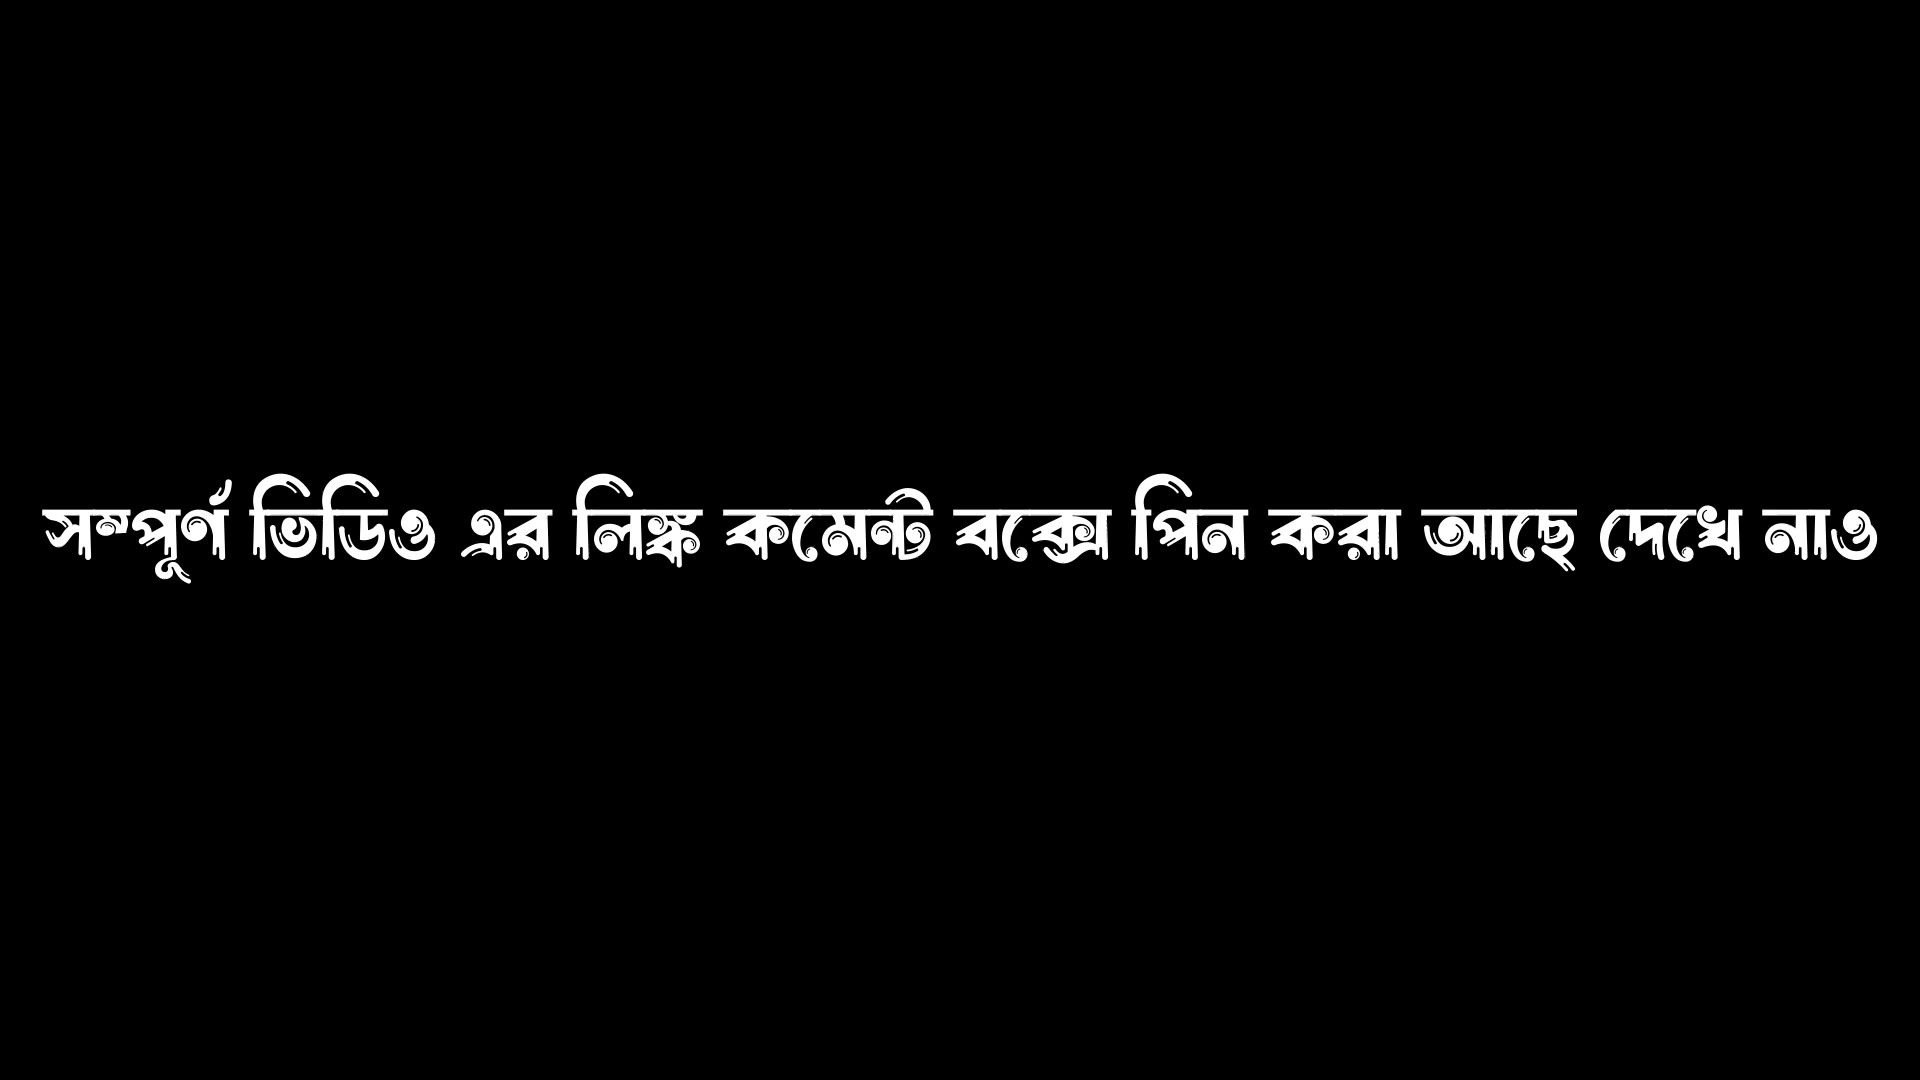 সম্পূর্ণ ভিডিও এর লিঙ্ক কমেন্ট বক্সে পিন করা আছে দেখে নাও